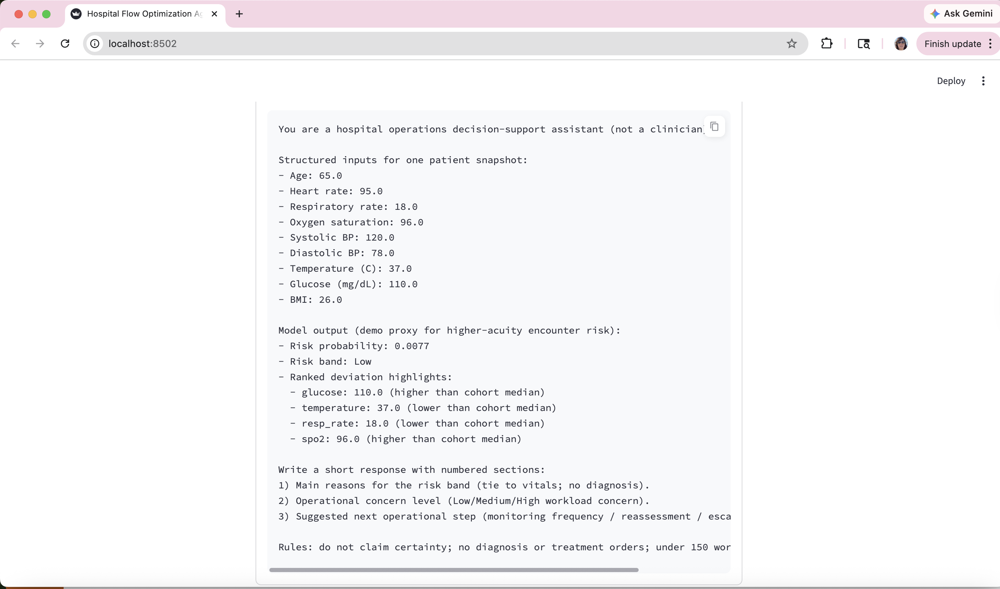 Hospital Flow Optimization Ag
Ask Gemini
localhost:8502
Finish update
Deploy
You are a hospital operations decision-support assistant (not a clinician)
Structured inputs for one patient snapshot:
- Age: 65.0
- Heart rate: 95.0
- Respiratory rate: 18.0
- Oxygen saturation: 96.0
- Systolic BP: 120.0
- Diastolic BP: 78.0
- Temperature (C): 37.0
- Glucose (mg/dL): 110.0
- BMI: 26.0
Model output (demo proxy for higher-acuity encounter risk):
- Risk probability: 0.0077
- Risk band: Low
- Ranked deviation highlights:
- glucose: 110.0 (higher than cohort median)
- temperature: 37.0 (lower than cohort median)
- resp_rate: 18.0 (lower than cohort median)
- spo2: 96.0 (higher than cohort median)
Write a short response with numbered sections:
1) Main reasons for the risk band (tie to vitals; no diagnosis).
2) Operational concern level (Low/Medium/High workload concern).
3) Suggested next operational step (monitoring frequency / reassessment / esca
Rules: do not claim certainty; no diagnosis or treatment orders; under 150 wor